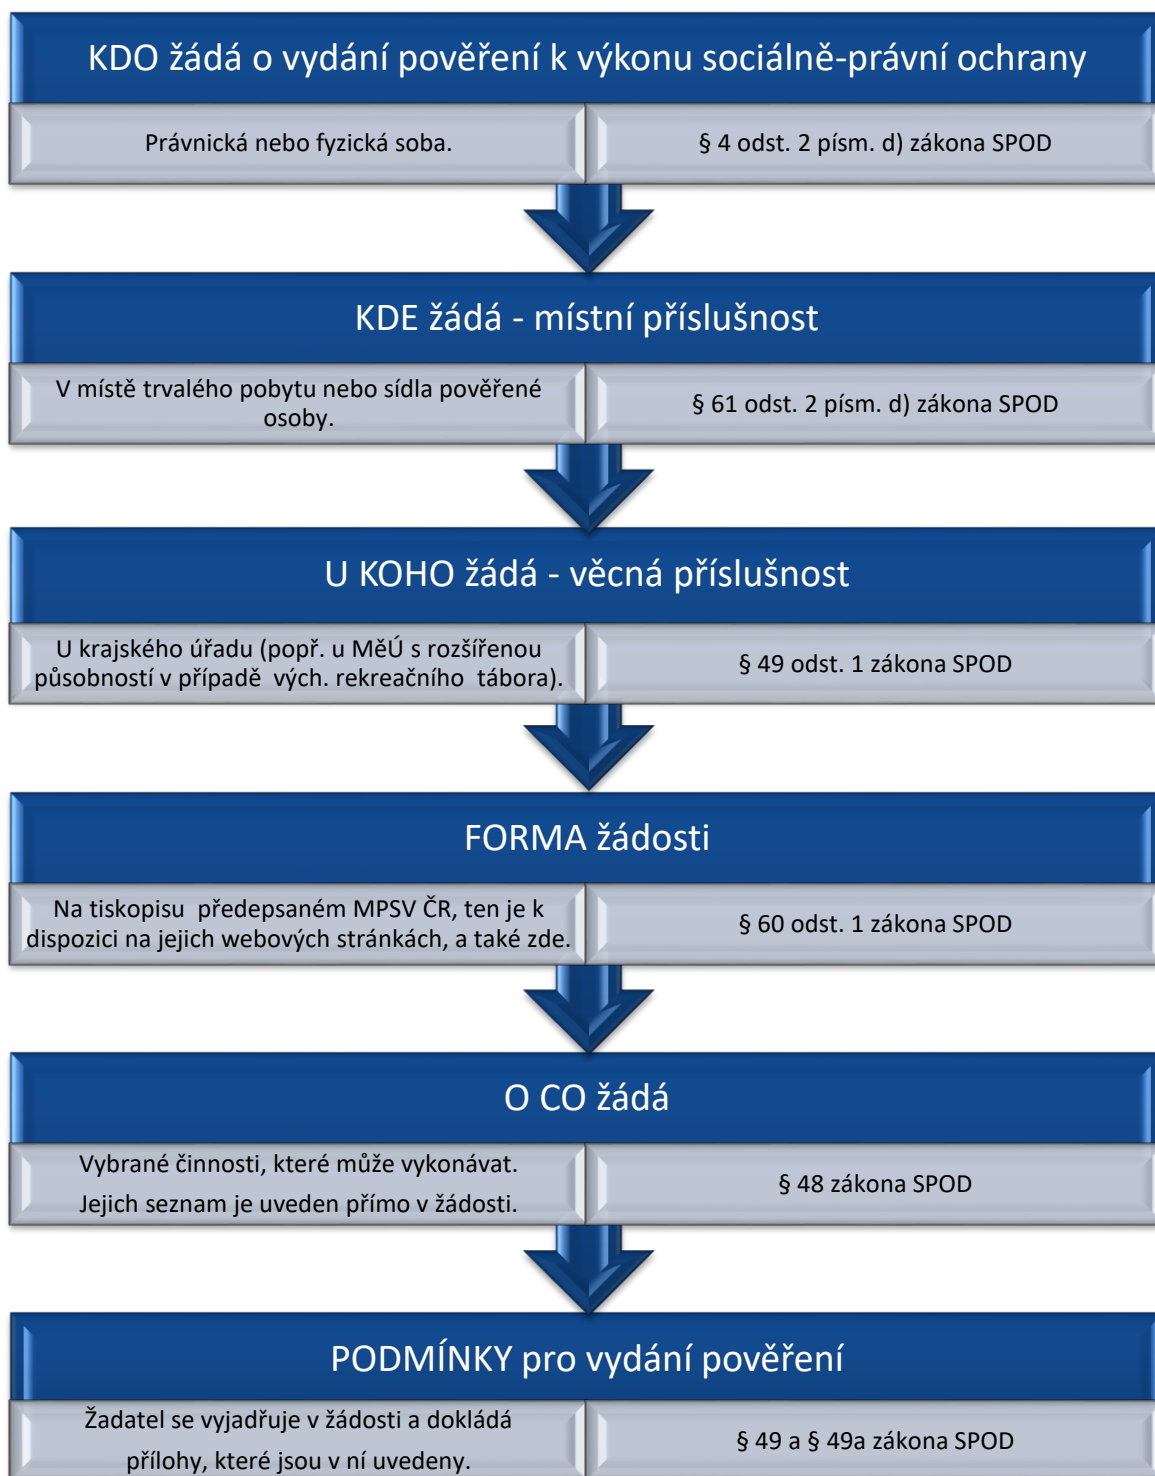 KDO žádá o vydání pověření k výkonu sociálně-právní ochrany
Právnická nebo fyzická soba.
§ 4 odst. 2 písm. d) zákona SPOD
KDE žádá - místní příslušnost
V místě trvalého pobytu nebo sídla pověřené
osoby.
§ 61 odst. 2 písm. d) zákona SPOD
U KOHO žádá - věcná příslušnost
U krajského úřadu (popř. u MěÚ s rozšířenou
působností v případě vých. rekreačního tábora).
§ 49 odst. 1 zákona SPOD
FORMA žádosti
Na tiskopisu předepsaném MPSV ČR, ten je k
dispozici na jejich webových stránkách, a také zde.
§ 60 odst. 1 zákona SPOD
O CO žádá
Vybrané činnosti, které může vykonávat.
Jejich seznam je uveden přímo v žádosti.
§ 48 zákona SPOD
PODMÍNKY pro vydání pověření
Žadatel se vyjadřuje v žádosti a dokládá
přílohy, které jsou v ní uvedeny.
§ 49 a § 49a zákona SPOD